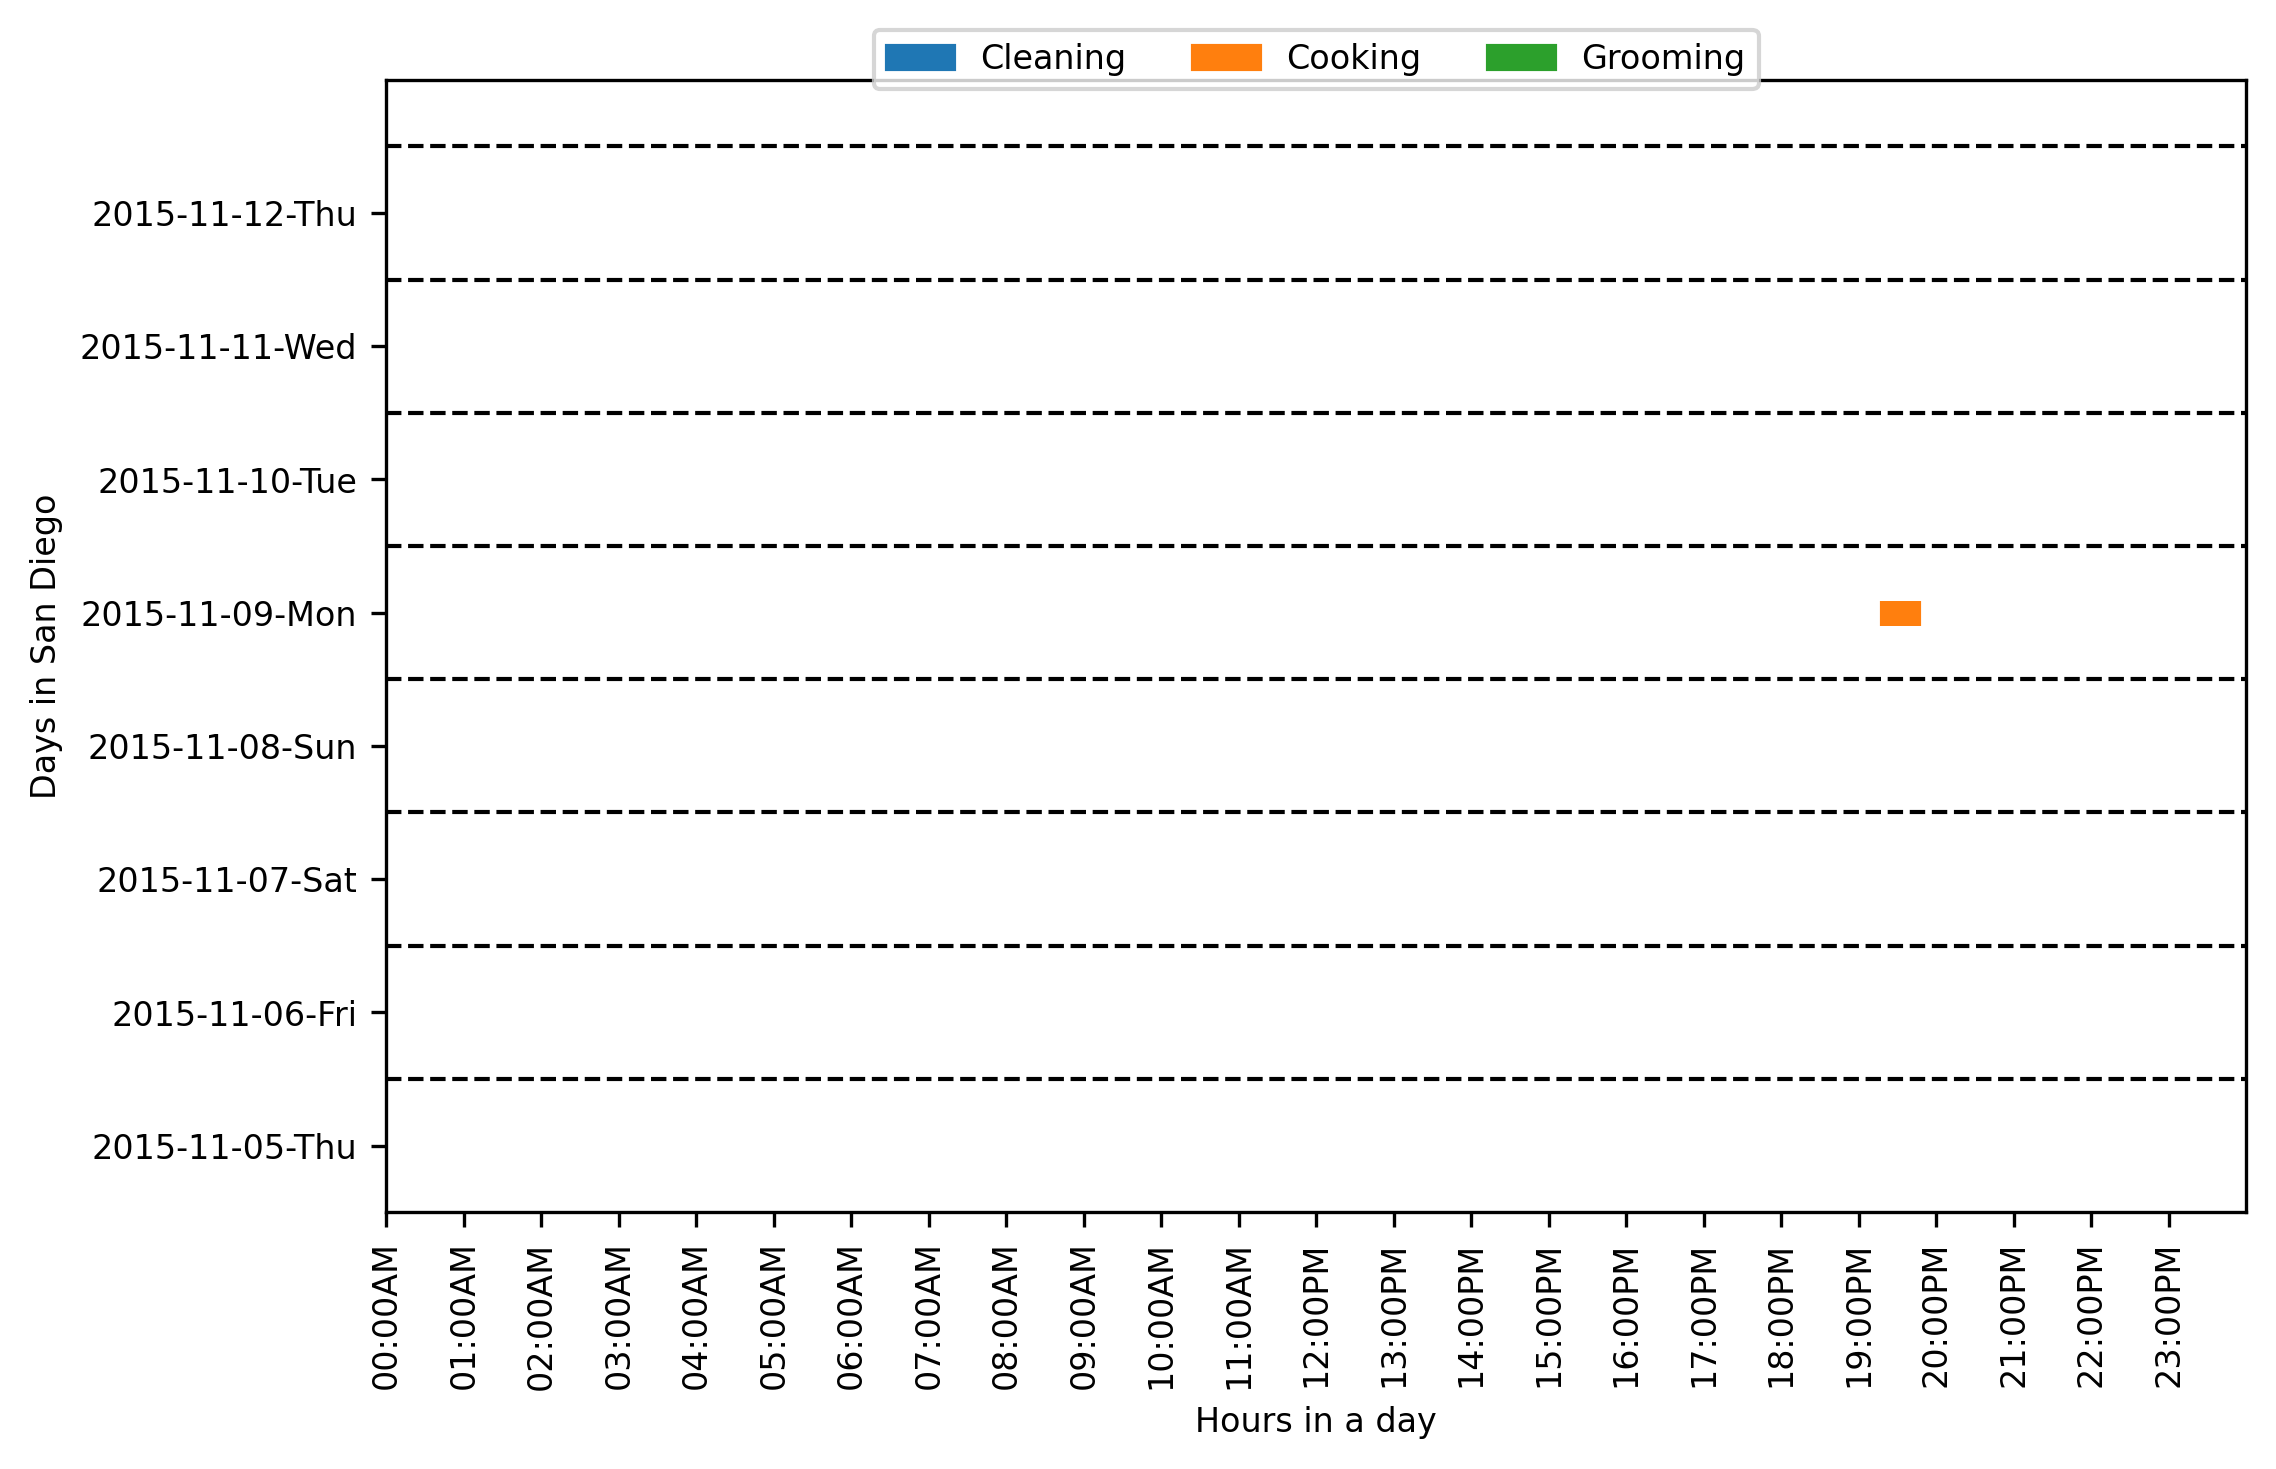 Cleaning Cooking Grooming
2015-11-12-Thu
2015-11-11-Wed
2015-11-10-Tue
2015-11-09-Mon
2015-11-08-Sun
2015-11-07-Sat
2015-11-06-Fri
2015-11-05-Thu
Days in San Diego
00:00AM
01:00AM
02:00AM
03:00AM
04:00AM
05:00AM
06:00AM
07:00AM
08:00AM
09:00AM
10:00AM
11:00AM
12:00PM
13:00PM
14:00PM
15:00PM
16:00PM
17:00PM
18:00PM
19:00PM
20:00PM
21:00PM
22:00PM
23:00PM
Hours in a day